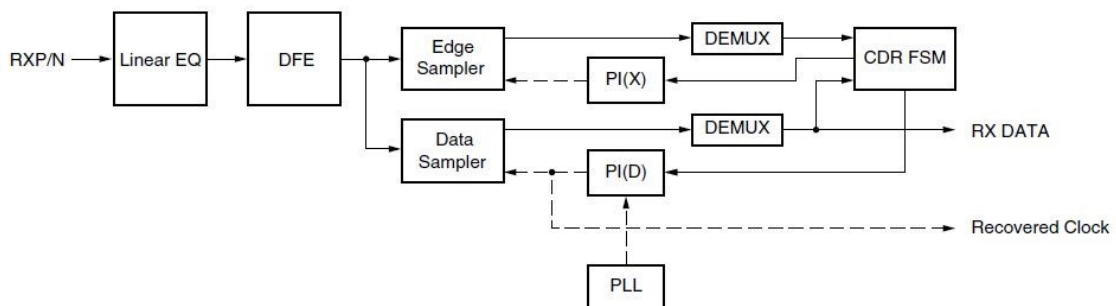 RXP/N
Linear EQ
DFE
Edge
Sampler
DEMUX
CDR FSM
PI(X)
Data
Sampler
DEMUX
RX DATA
PI(D)
Recovered Clock
PLL